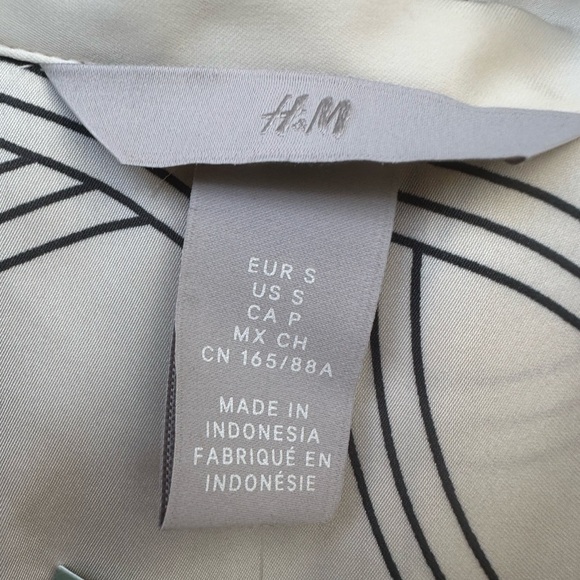 H&M
EUR S
US S
CA P
MX CH
CN 165/88A
MADE IN
INDONESIA
FABRIQUÉ EN
INDONÉSIE